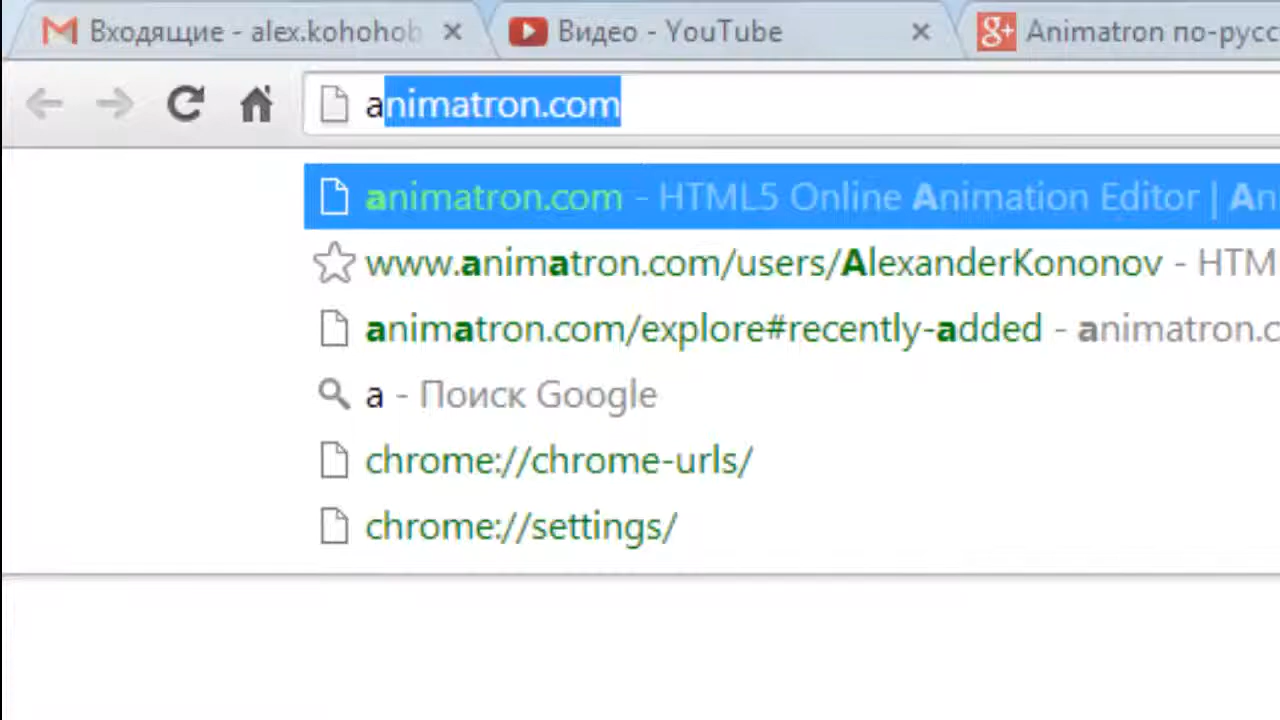 Входящие - alex.kohohob Видео - YouTube Animatron по-русс
animatron.com
animatron.com - HTML5 Online Animation Editor | An
www.animatron.com/users/AlexanderKononov - HTM
animatron.com/explore#recently-added - animatron.c
a - Поиск Google
chrome://chrome-urls/
chrome://settings/